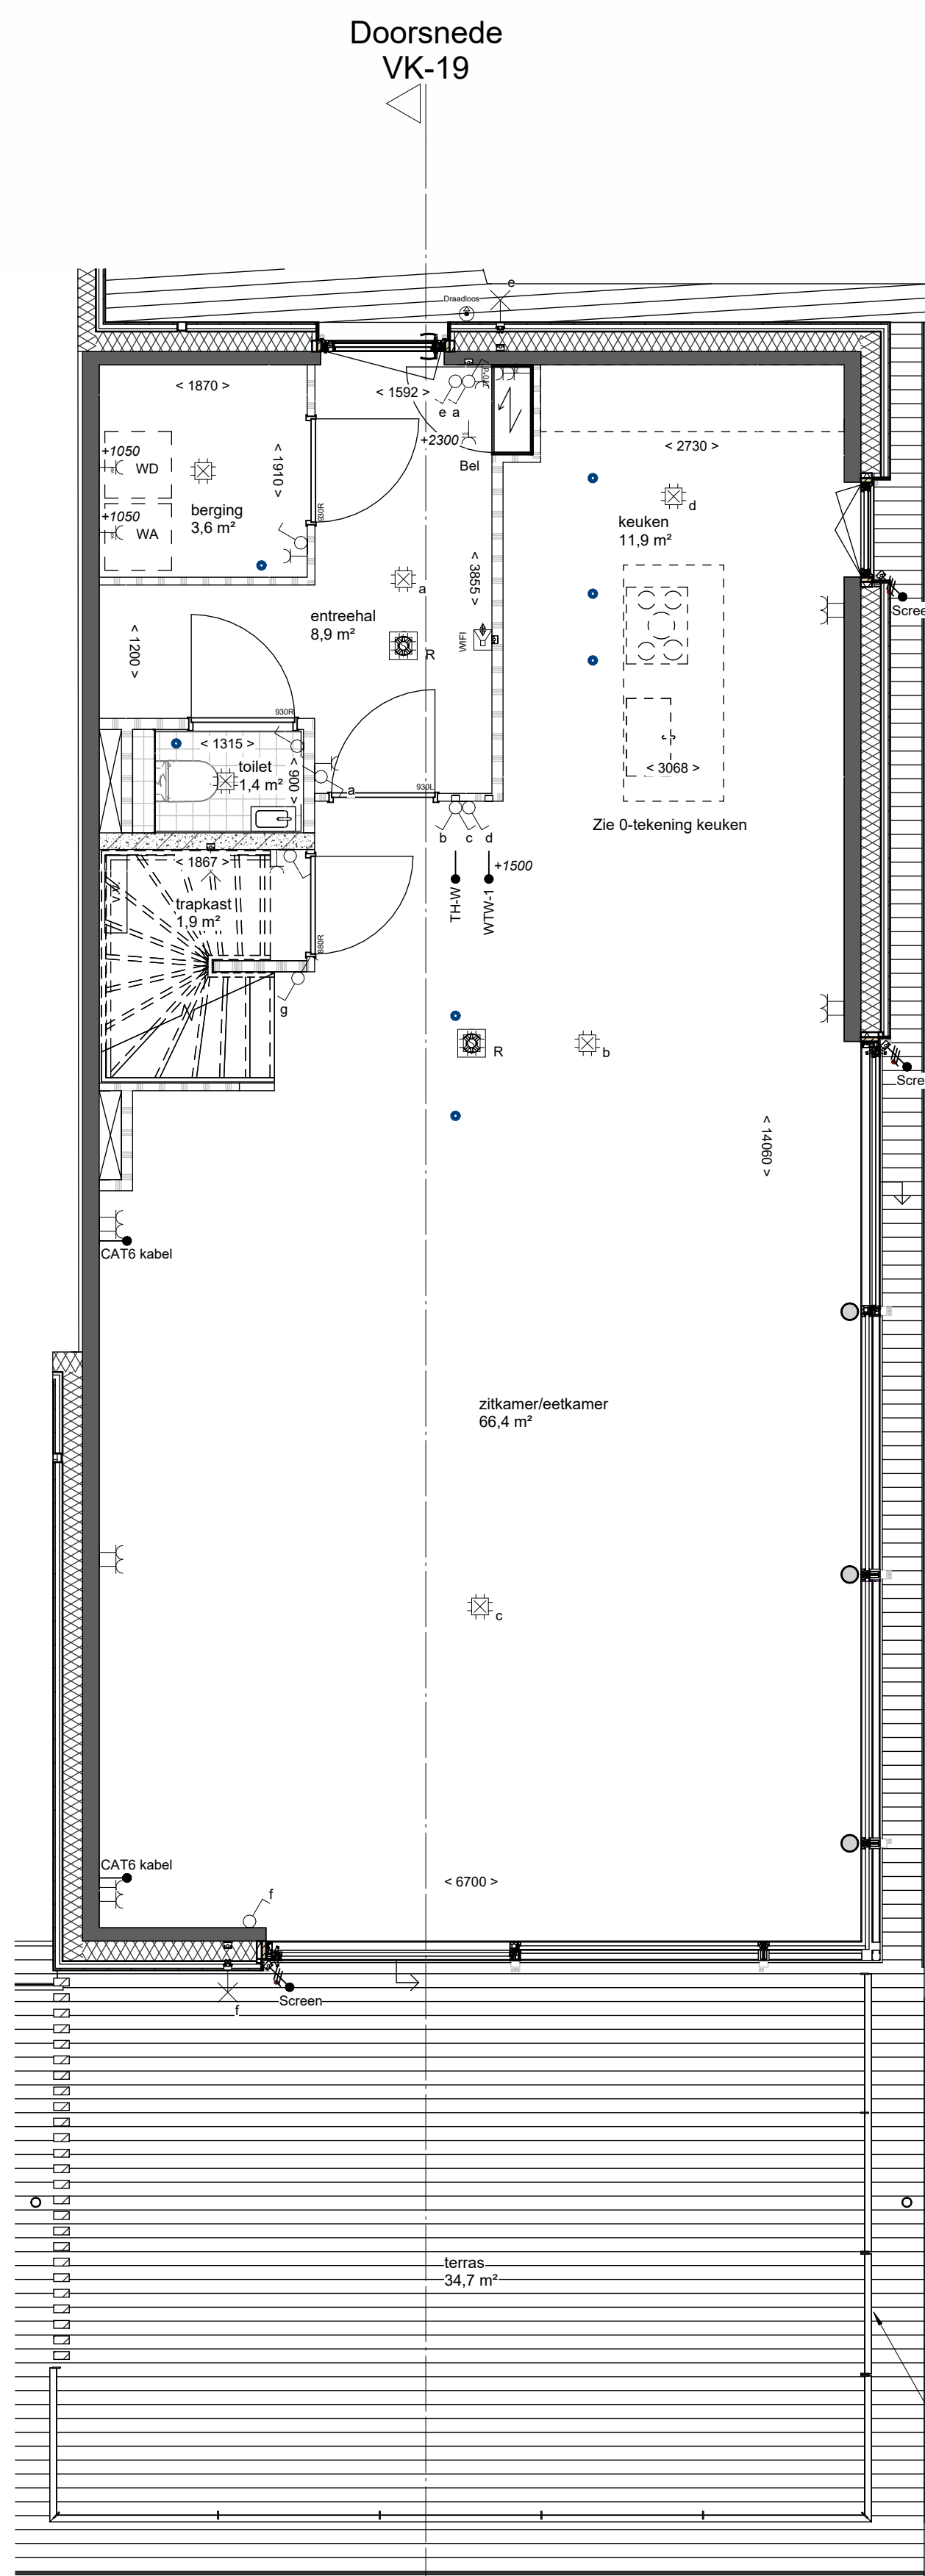 Doorsnede
VK-19
e
Draadloos
< 1870 >
< 1592 >
e a
+2300
Bel
< 2730 >
+1050
WD
< 1910 >
berging
3,6 m²
+1050
WA
930R
d
keuken
11,9 m²
a
< 3855 >
entreehal
8,9 m²
WIFI
R
< 1200 >
Scree
930R
< 1315 >
toilet
1,4 m²
< 900 >
a
930L
< 3068 >
Zie 0-tekening keuken
b c d
< 1867 >
+1500
TH-W
WTW-1
trapkast
1,9 m²
880R
g
R
b
Scre
< 14060 >
CAT6 kabel
zitkamer/eetkamer
66,4 m²
c
CAT6 kabel
< 6700 >
f
f
Screen
terras
34,7 m²